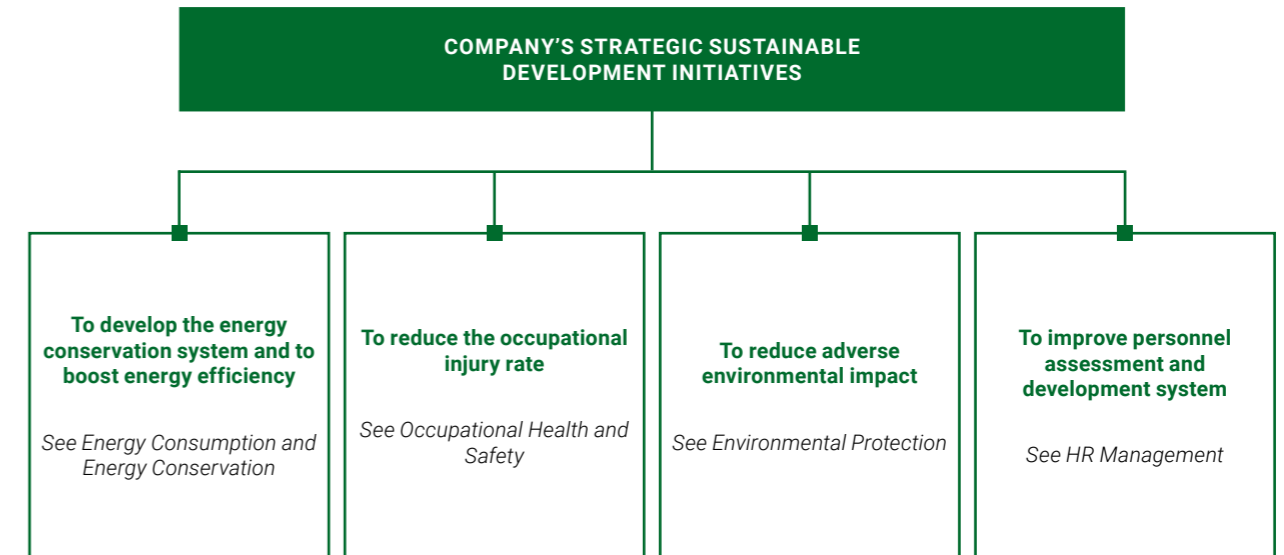 COMPANY’S STRATEGIC SUSTAINABLE
DEVELOPMENT INITIATIVES
To develop the energy
conservation system and to
boost energy efficiency
See Energy Consumption and
Energy Conservation
To reduce the occupational
injury rate
See Occupational Health and
Safety
To reduce adverse
environmental impact
See Environmental Protection
To improve personnel
assessment and
development system
See HR Management